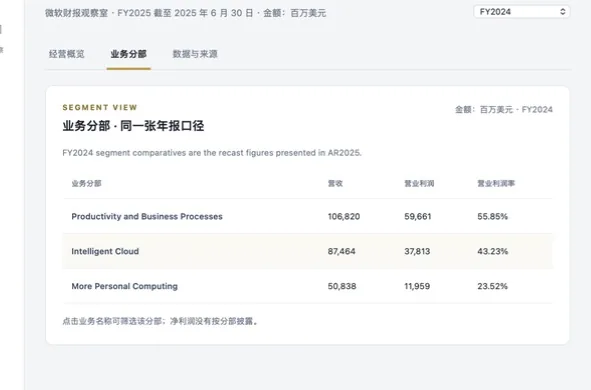 微软财报观察室 · FY2025 截至 2025 年 6 月 30 日 · 金额：百万美元
FY2024
经营概览 业务分部 数据与来源
SEGMENT VIEW
金额：百万美元 · FY2024
业务分部 · 同一张年报口径
FY2024 segment comparatives are the recast figures presented in AR2025.
业务分部 营收 营业利润 营业利润率
Productivity and Business Processes 106,820 59,661 55.85%
Intelligent Cloud 87,464 37,813 43.23%
More Personal Computing 50,838 11,959 23.52%
点击业务名称可筛选该分部；净利润没有按分部披露。